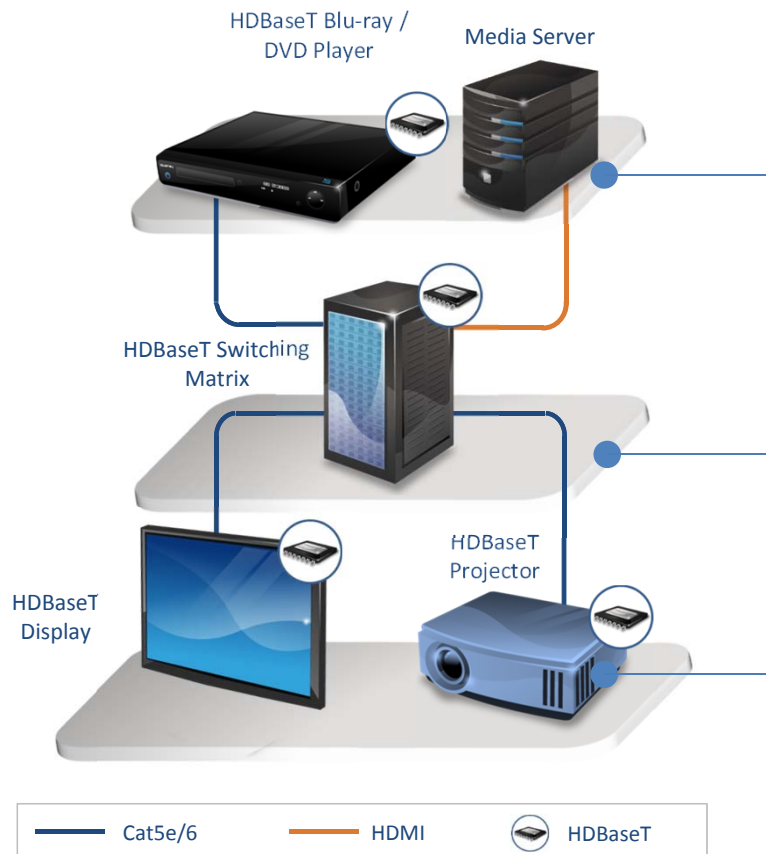 HDBaseT Blu-ray /
DVD Player
Media Server
HDBaseT Switching
Matrix
HDBaseT
Projector
HDBaseT
Display
Cat5e/6
HDMI
HDBaseT